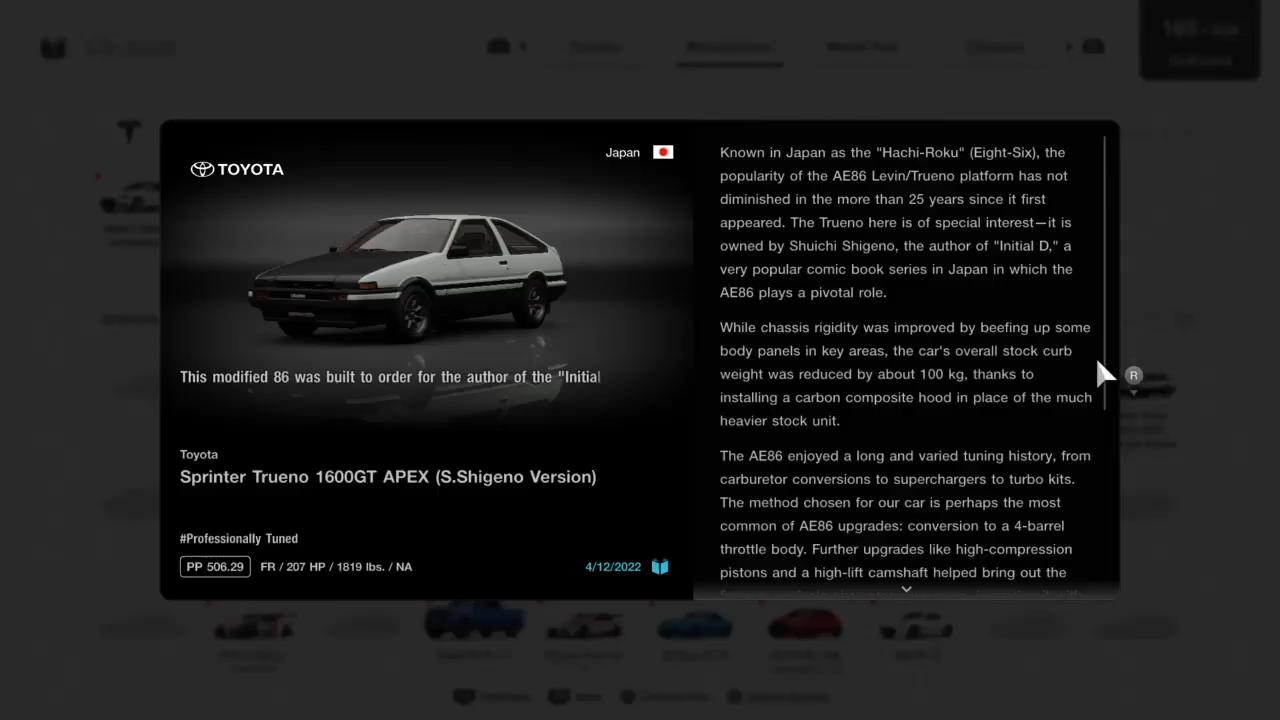 TOYOTA
Japan
This modified 86 was built to order for the author of the "Initial
Toyota
Sprinter Trueno 1600GT APEX (S.Shigeno Version)
#Professionally Tuned
PP 506.29
FR / 207 HP / 1819 lbs. / NA
4/12/2022
Known in Japan as the "Hachi-Roku" (Eight-Six), the
popularity of the AE86 Levin/Trueno platform has not
diminished in the more than 25 years since it first
appeared. The Trueno here is of special interest—it is
owned by Shuichi Shigeno, the author of "Initial D," a
very popular comic book series in Japan in which the
AE86 plays a pivotal role.
While chassis rigidity was improved by beefing up some
body panels in key areas, the car's overall stock curb
weight was reduced by about 100 kg, thanks to
installing a carbon composite hood in place of the much
heavier stock unit.
The AE86 enjoyed a long and varied tuning history, from
carburetor conversions to superchargers to turbo kits.
The method chosen for our car is perhaps the most
common of AE86 upgrades: conversion to a 4-barrel
throttle body. Further upgrades like high-compression
pistons and a high-lift camshaft helped bring out the
R